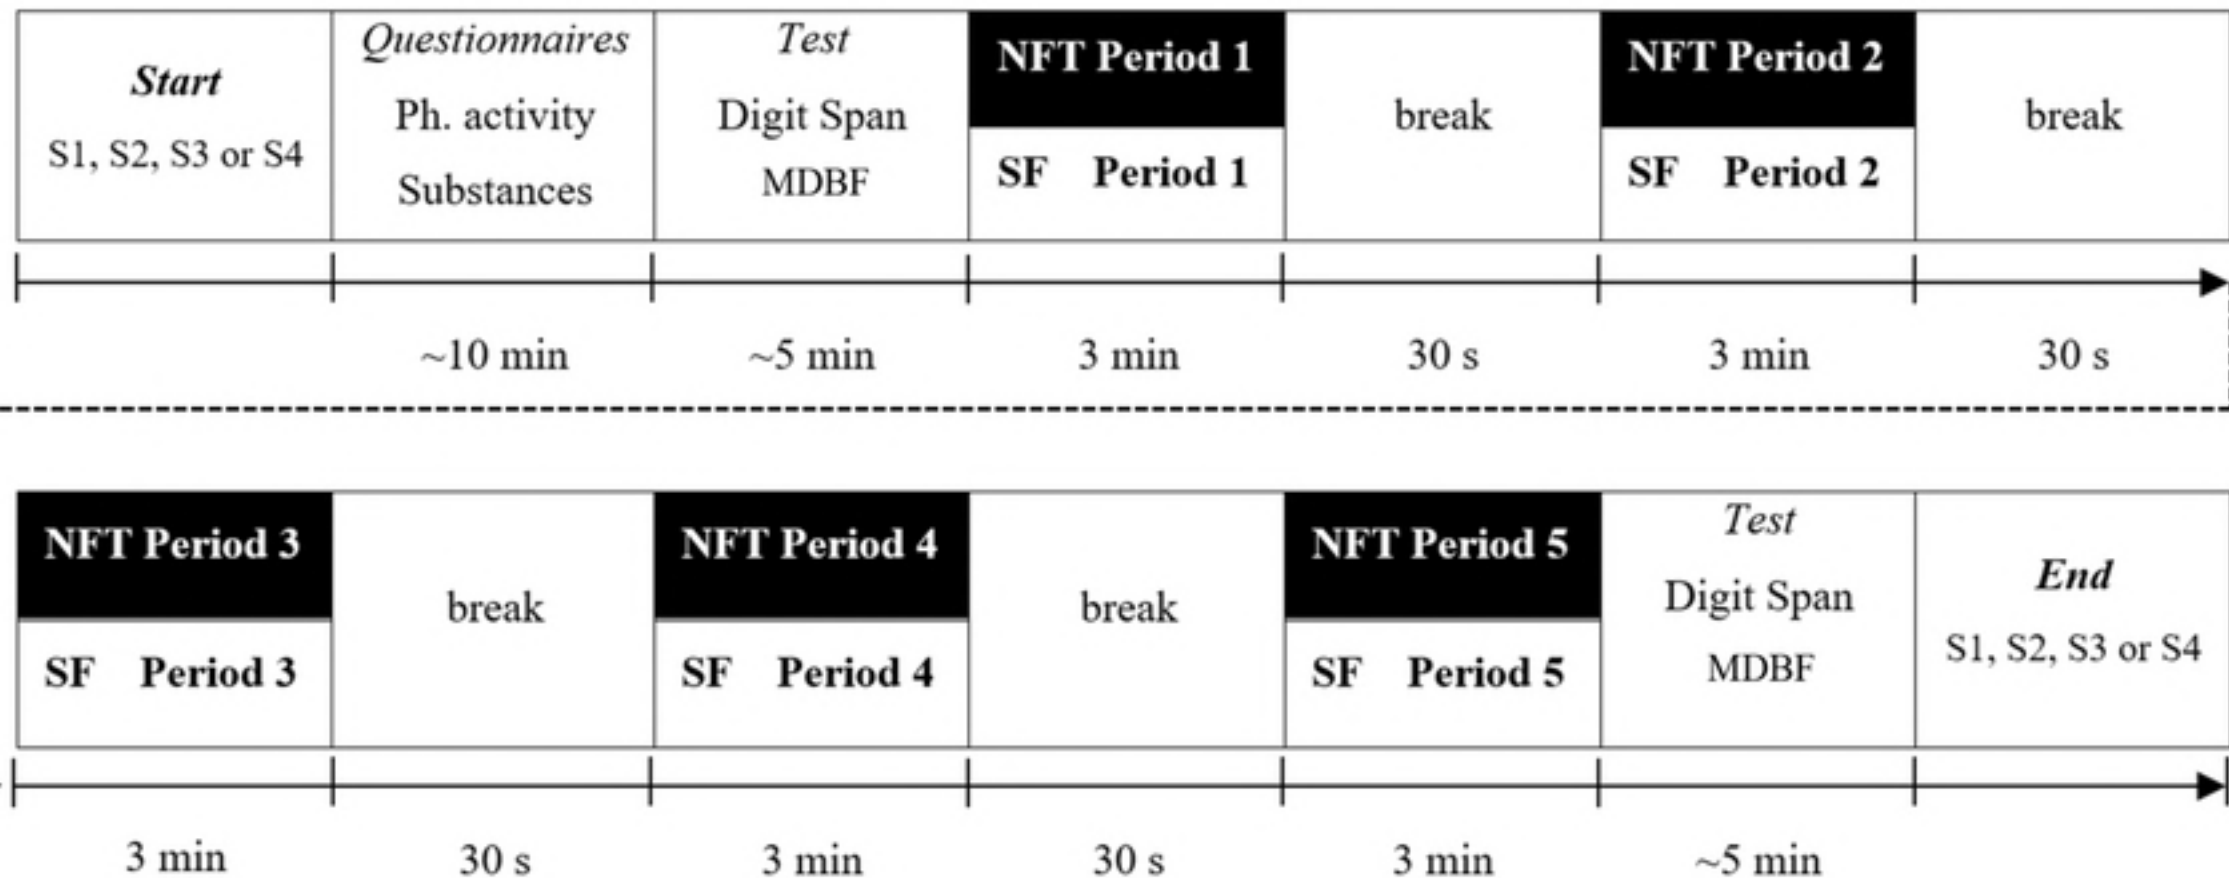 Start
S1, S2, S3 or S4
Questionnaires
Ph. activity
Substances
Test
Digit Span
MDBF
NFT Period 1
SF Period 1
break
NFT Period 2
SF Period 2
break
~10 min
~5 min
3 min
30 s
3 min
30 s
NFT Period 3
SF Period 3
break
NFT Period 4
SF Period 4
break
NFT Period 5
SF Period 5
Test
Digit Span
MDBF
End
S1, S2, S3 or S4
3 min
30 s
3 min
30 s
3 min
~5 min